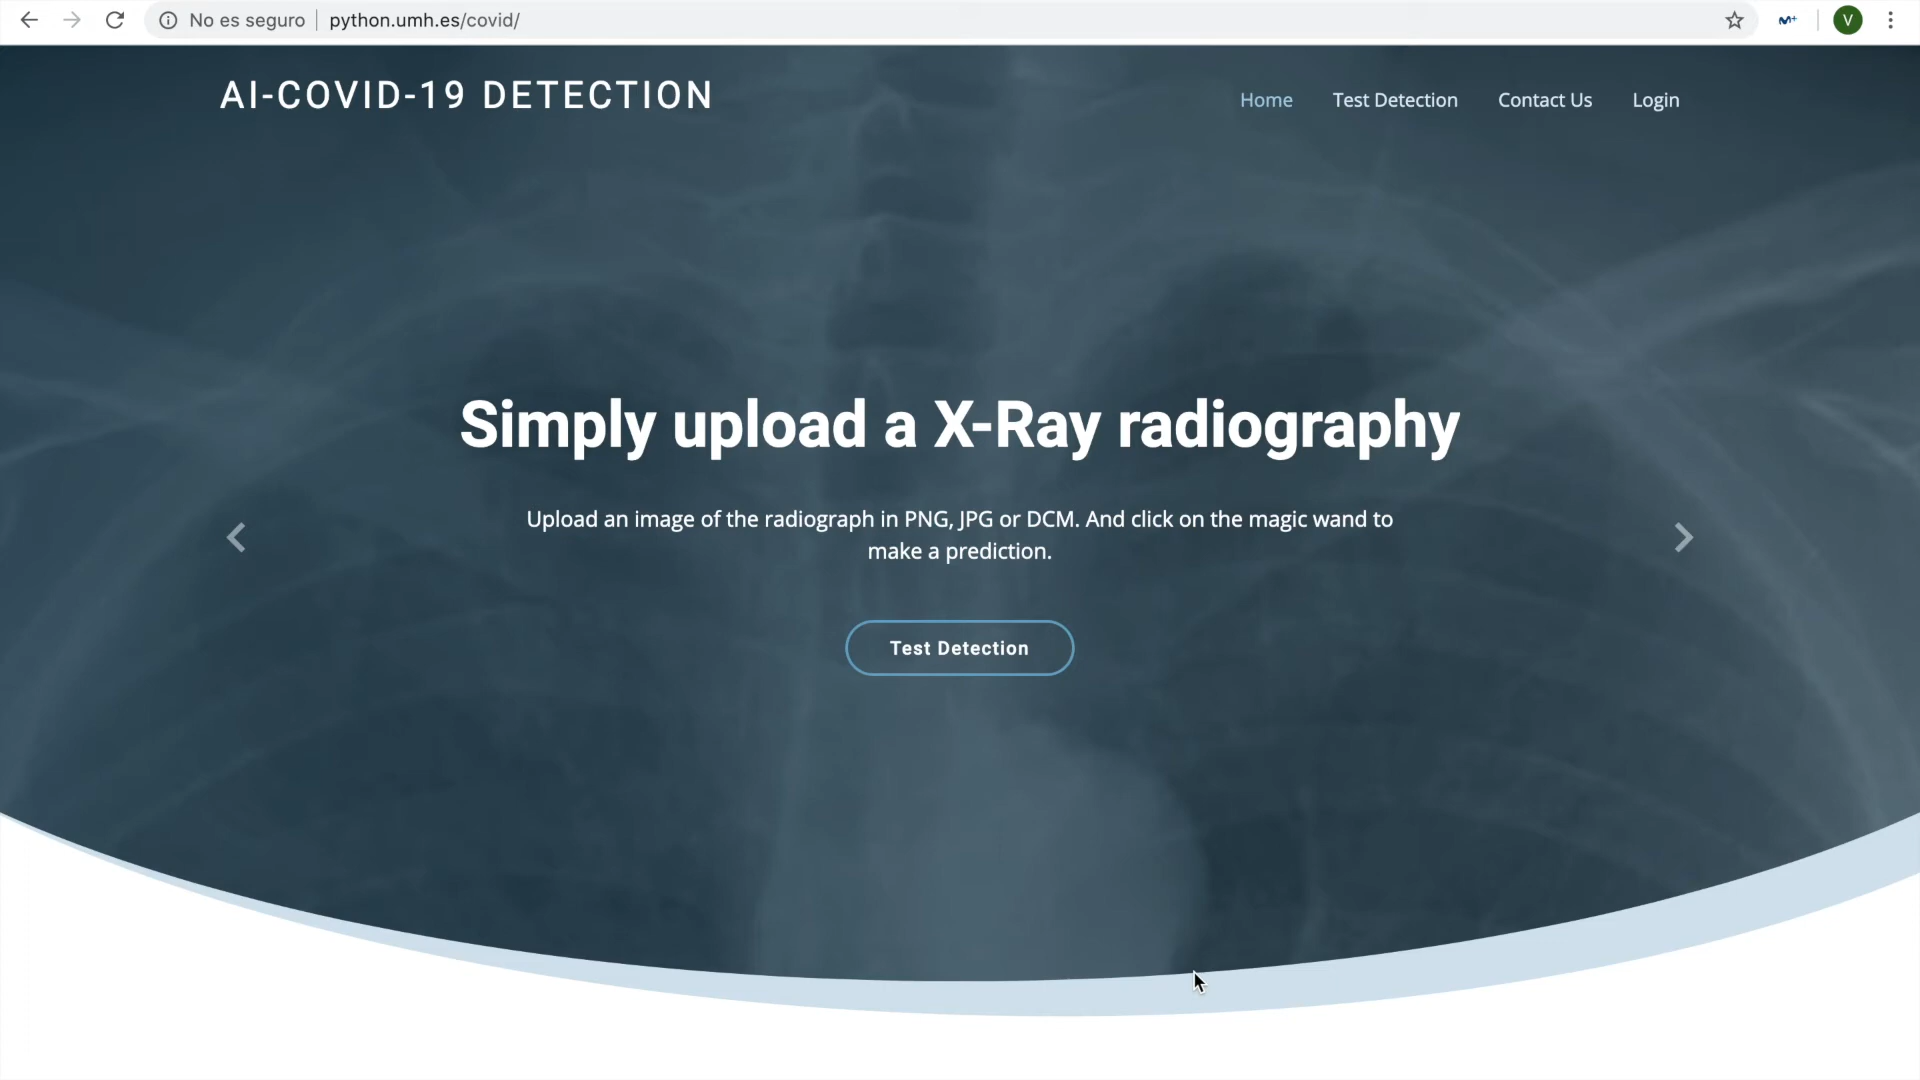 No es seguro | python.umh.es/covid/
V
AI-COVID-19 DETECTION
Home Test Detection Contact Us Login
Simply upload a X-Ray radiography
Upload an image of the radiograph in PNG, JPG or DCM. And click on the magic wand to
make a prediction.
Test Detection